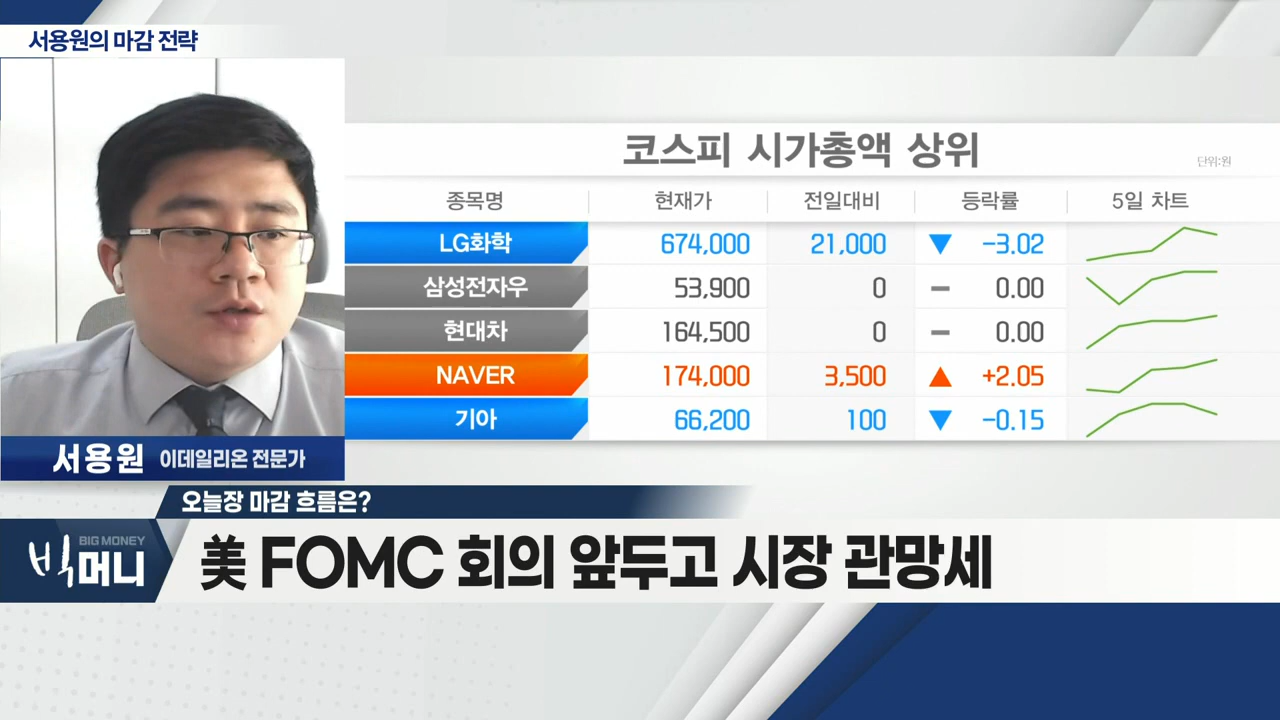 서용원의 마감 전략
코스피 시가총액 상위
단위:원
종목명 현재가 전일대비 등락률 5일 차트
LG화학 674,000 21,000 ▼ -3.02
삼성전자우 53,900 0 - 0.00
현대차 164,500 0 - 0.00
NAVER 174,000 3,500 ▲ +2.05
기아 66,200 100 ▼ -0.15
서용원 이데일리온 전문가
오늘장 마감 흐름은?
BIG MONEY
빅머니
美 FOMC 회의 앞두고 시장 관망세